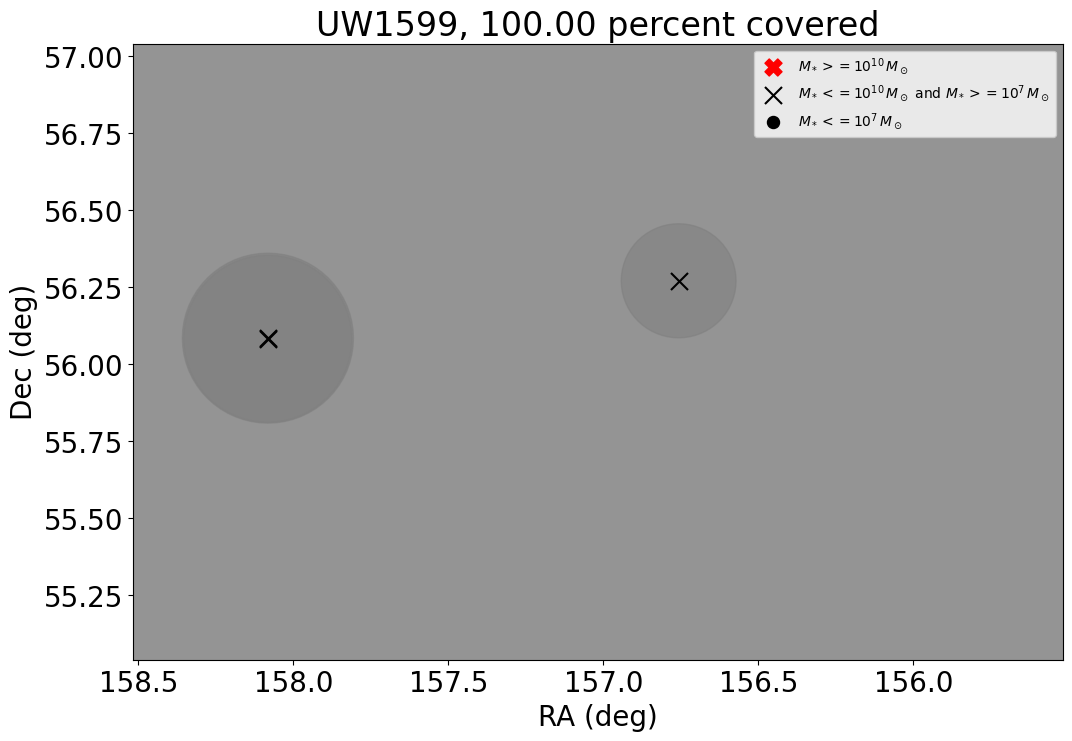 UW1599, 100.00 percent covered
M* >= 10^10 M⊙
M* <= 10^10 M⊙ and M* >= 10^7 M⊙
M* <= 10^7 M⊙
57.00
56.75
56.50
56.25
56.00
55.75
55.50
55.25
Dec (deg)
158.5 158.0 157.5 157.0 156.5 156.0
RA (deg)